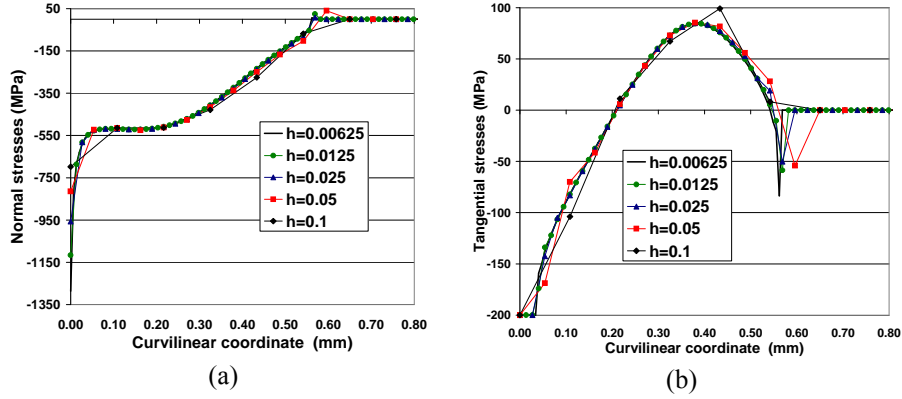 50
-150
-350
-550
-750
-950
-1150
-1350
Normal stresses (MPa)
h=0.00625
h=0.0125
h=0.025
h=0.05
h=0.1
0.00 0.10 0.20 0.30 0.40 0.50 0.60 0.70 0.80
Curvilinear coordinate (mm)
(a)
100
50
0
-50
-100
-150
-200
Tangential stresses (MPa)
h=0.00625
h=0.0125
h=0.025
h=0.05
h=0.1
0.00 0.10 0.20 0.30 0.40 0.50 0.60 0.70 0.80
Curvilinear coordinate (mm)
(b)